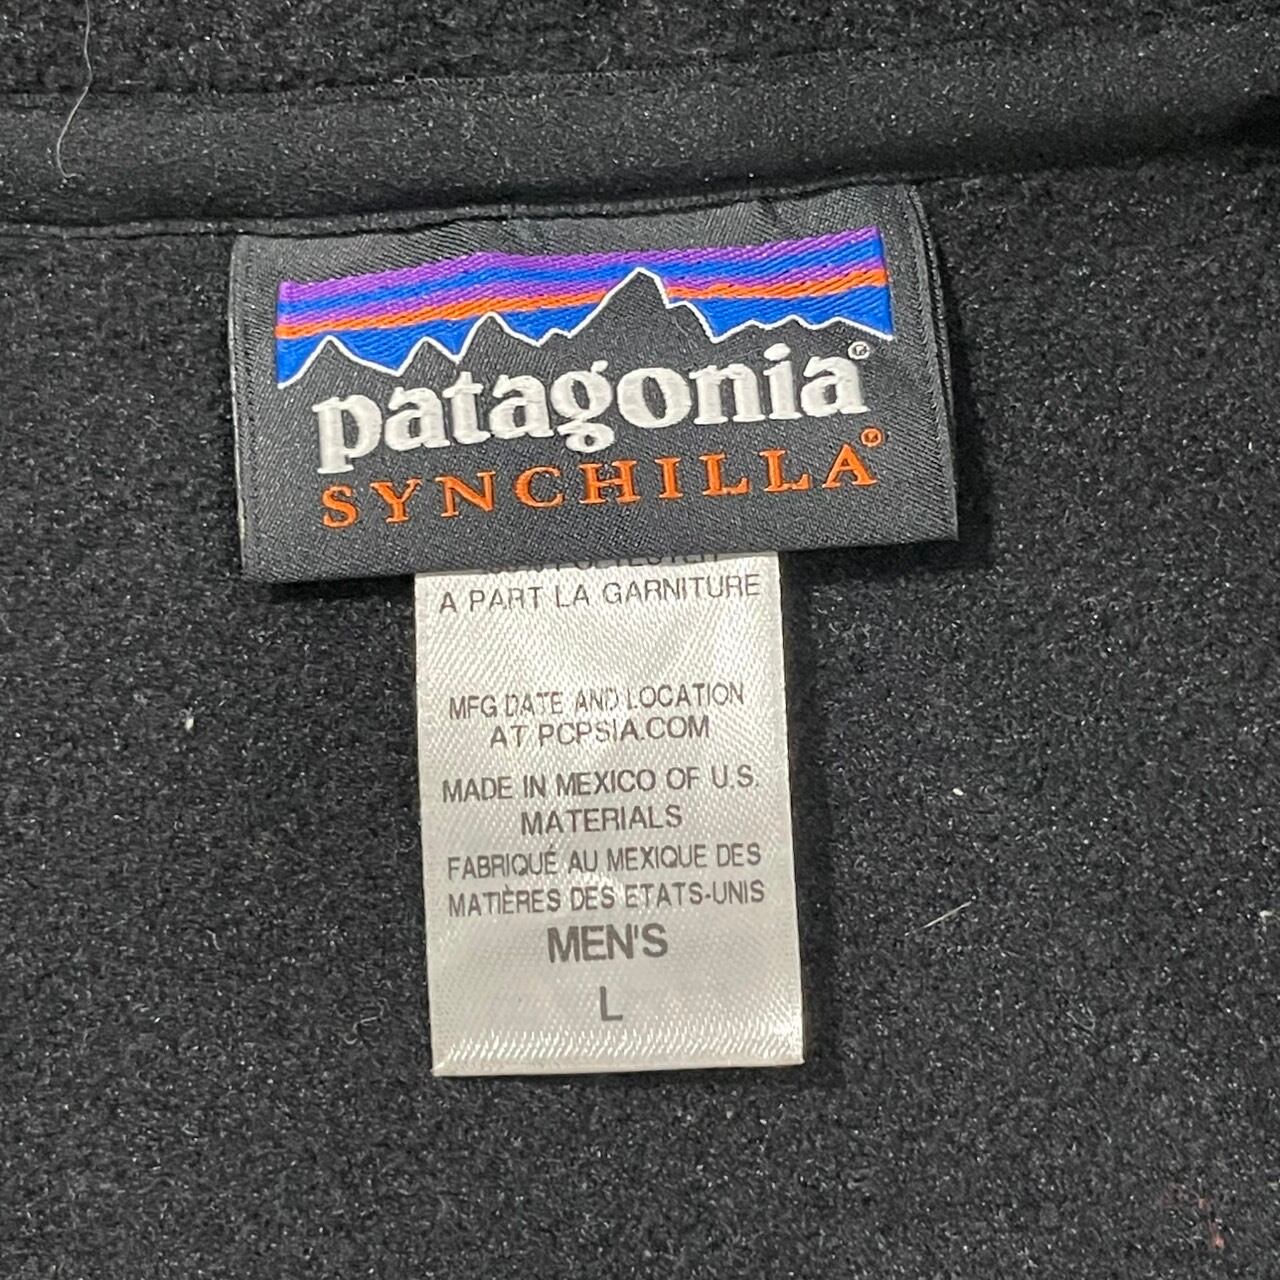 patagonia®
SYNCHILLA®
POLYESTER
A PART LA GARNITURE
MFG DATE AND LOCATION
AT PCPSIA.COM
MADE IN MEXICO OF U.S.
MATERIALS
FABRIQUÉ AU MEXIQUE DES
MATIÈRES DES ETATS-UNIS
MEN'S
L